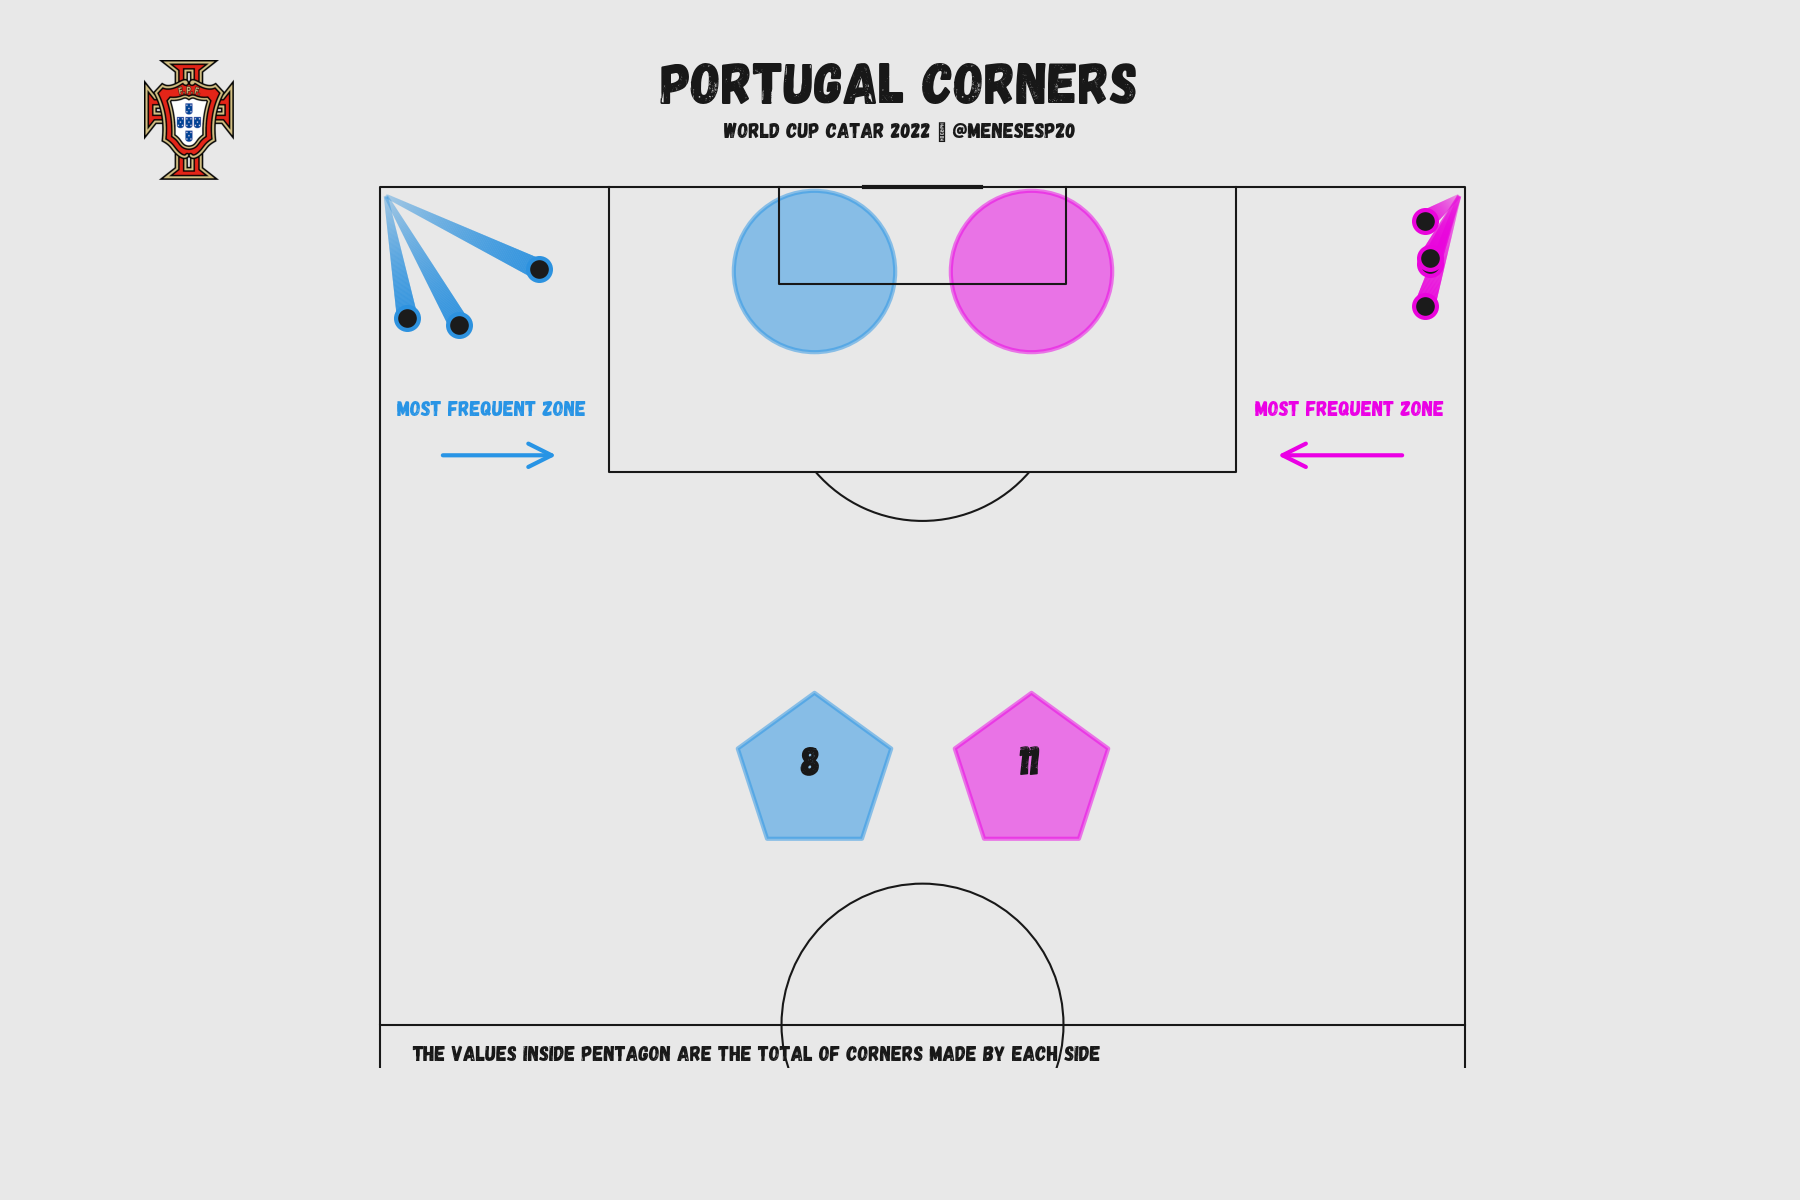 PORTUGAL CORNERS
WORLD CUP CATAR 2022 @MENESESP20
F.P.F
MOST FREQUENT ZONE
MOST FREQUENT ZONE
8
11
THE VALUES INSIDE PENTAGON ARE THE TOTAL OF CORNERS MADE BY EACH SIDE